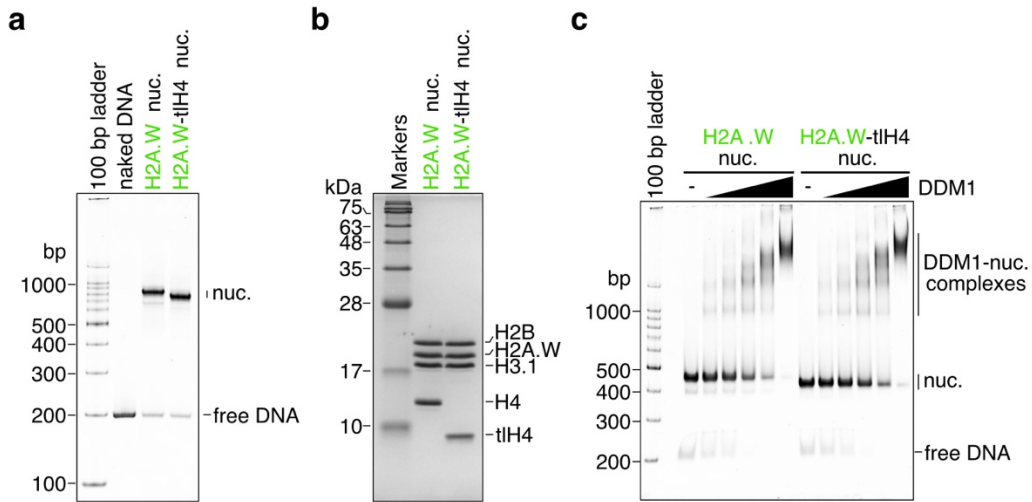 a
100 bp ladder
naked DNA
H2A.W nuc.
H2A.W-tlH4 nuc.
bp
1000
500
400
300
200
100
nuc.
free DNA
b
Markers
H2A.W nuc.
H2A.W-tlH4 nuc.
kDa
75
63
48
35
28
17
10
H2B
H2A.W
H3.1
H4
tlH4
c
100 bp ladder
H2A .W
nuc.
H2A.W-tlH4
nuc.
- - DDM1
bp
1000
500
400
300
200
DDM1-nuc.
complexes
nuc.
free DNA